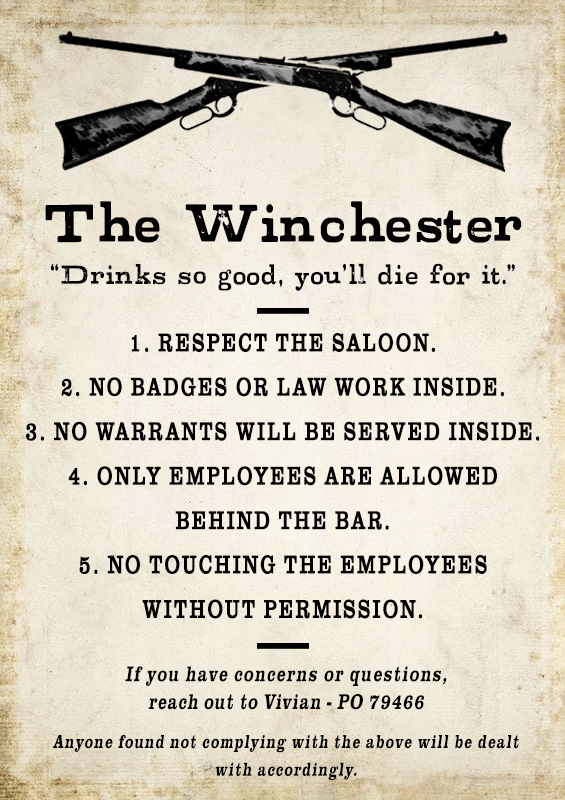 The Winchester
“Drinks so good, you’ll die for it.”
1. RESPECT THE SALOON.
2. NO BADGES OR LAW WORK INSIDE.
3. NO WARRANTS WILL BE SERVED INSIDE.
4. ONLY EMPLOYEES ARE ALLOWED
BEHIND THE BAR.
5. NO TOUCHING THE EMPLOYEES
WITHOUT PERMISSION.
If you have concerns or questions,
reach out to Vivian - PO 79466
Anyone found not complying with the above will be dealt
with accordingly.